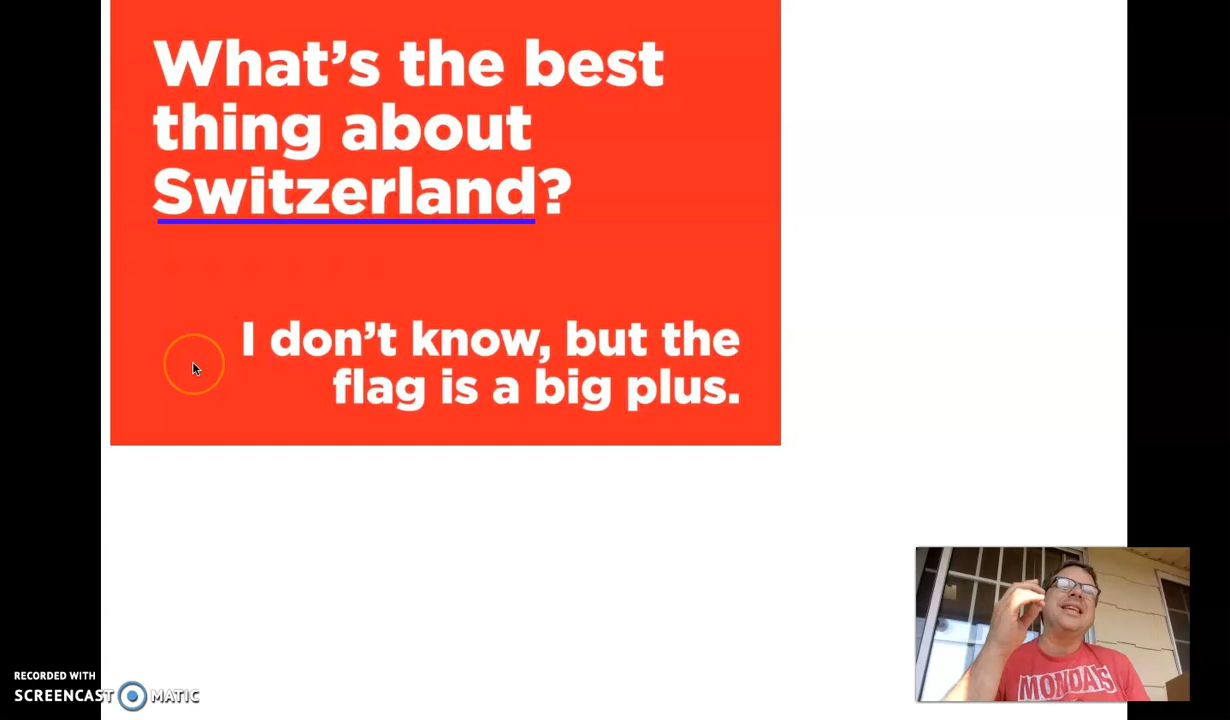 What's the best
thing about
Switzerland?
I don't know, but the
flag is a big plus.
RECORDED WITH
SCREENCAST MATIC
MONDAYS